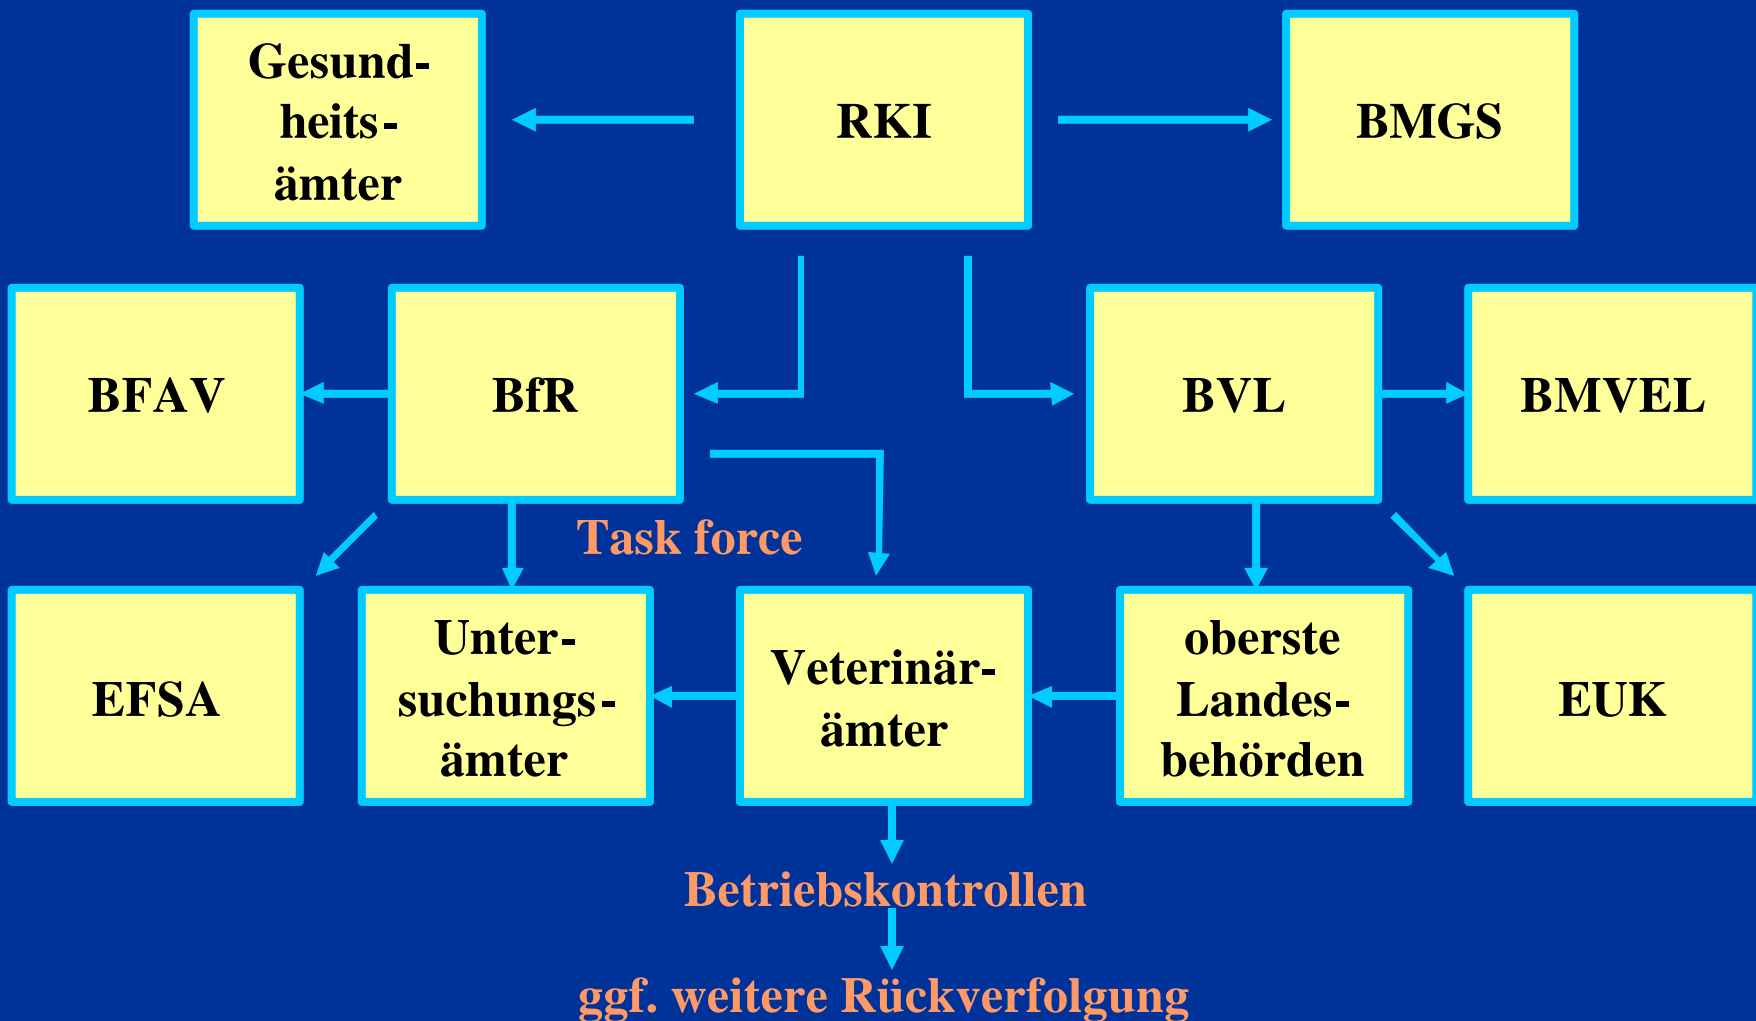 Gesund-
heits-
ämter
RKI
BMGS
BFAV
BfR
BVL
BMVEL
Task force
EFSA
Unter-
suchungs-
ämter
Veterinär-
ämter
oberste
Landes-
behörden
EUK
Betriebskontrollen
ggf. weitere Rückverfolgung